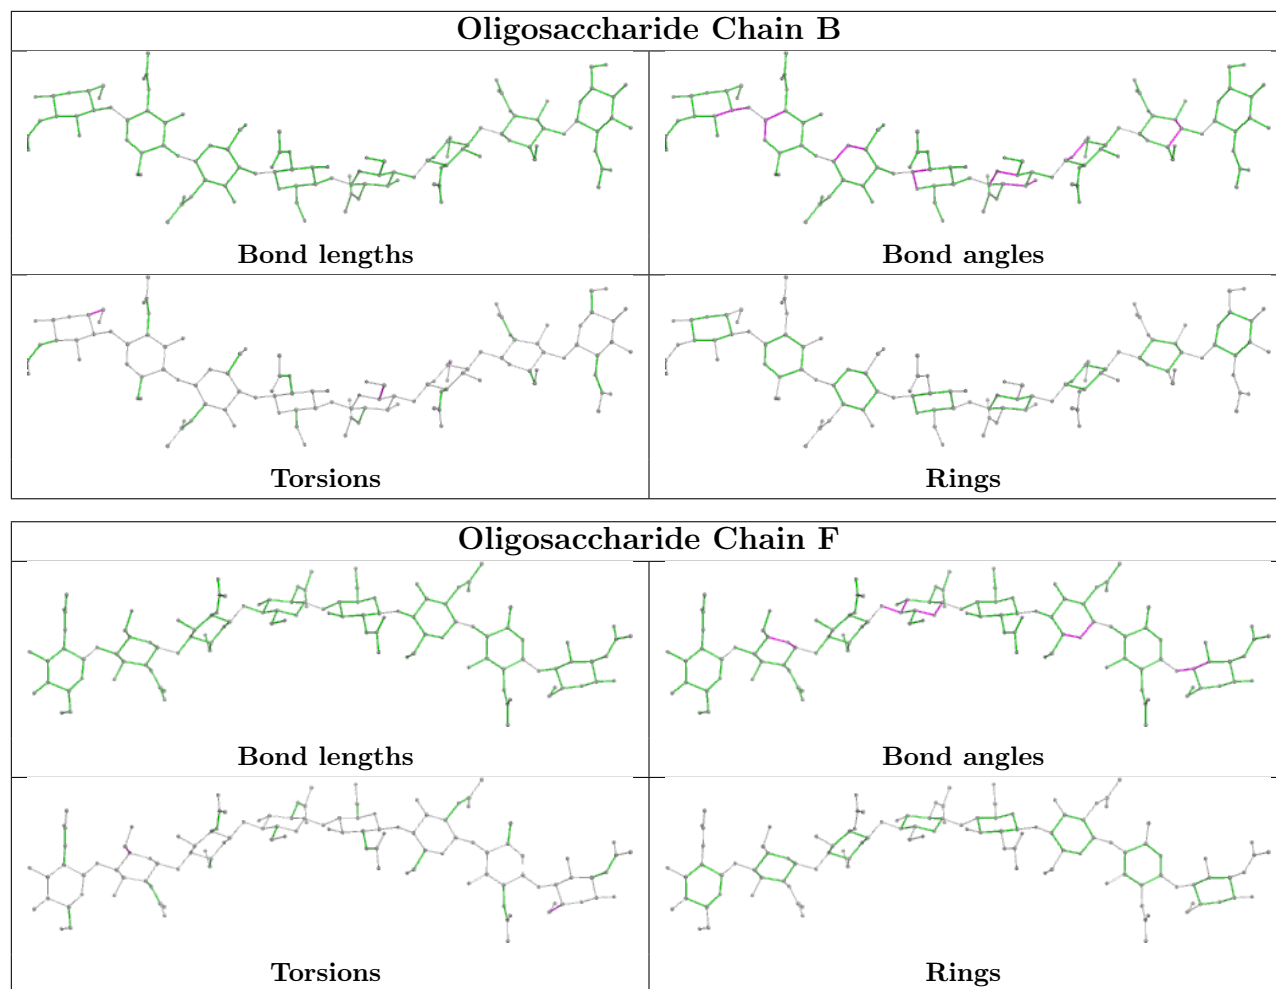 Oligosaccharide Chain B
Bond lengths
Bond angles
Torsions
Rings
Oligosaccharide Chain F
Bond lengths
Bond angles
Torsions
Rings